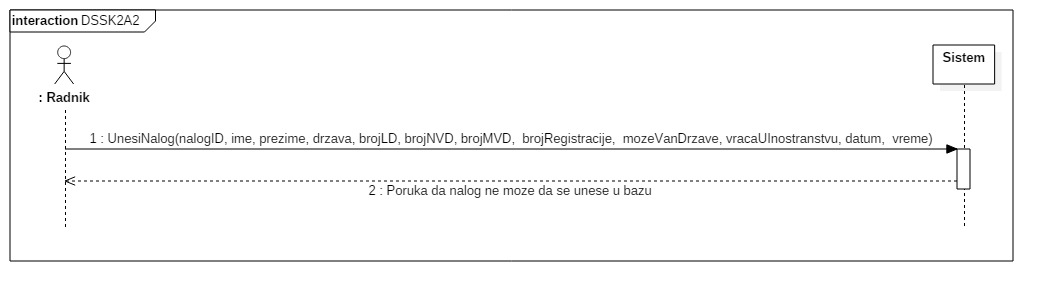 interaction DSSK2A2
: Radnik
Sistem
1 : UnesiNalog(nalogID, ime, prezime, drzava, brojLD, brojNVD, brojMVD, brojRegistracije, mozeVanDrzave, vracaUInostranstvu, datum, vreme)
2 : Poruka da nalog ne moze da se unese u bazu